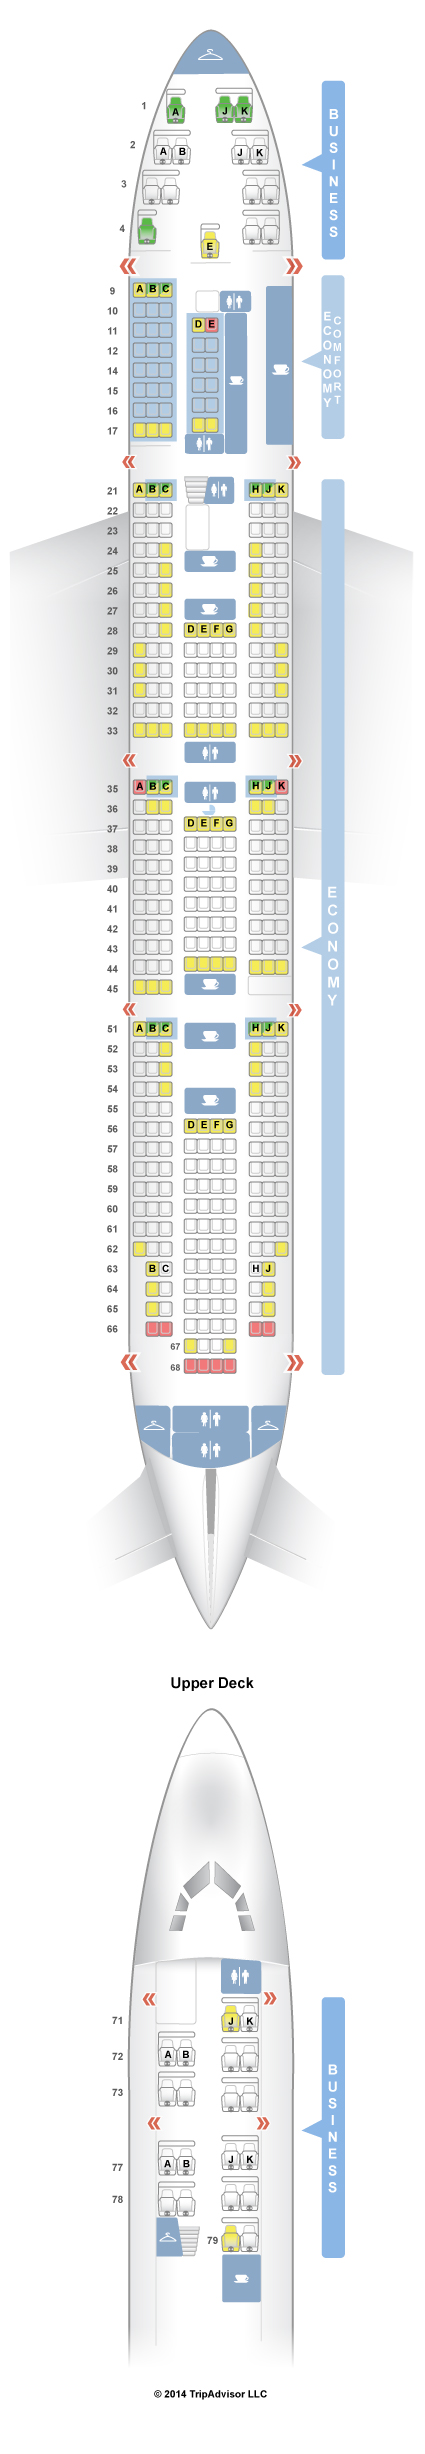 1 A J K
2 A B J K
3
4 E
BUSINESS
9 A B C
10
11 D E
12
14
15
16
17
ECONOMY COMFORT
21 A B C H J K
22
23
24
25
26
27
28 D E F G
29
30
31
32
33
35 A B C H J K
36
37 D E F G
38
39
40
41
42
43
44
45
ECONOMY
51 A B C H J K
52
53
54
55
56 D E F G
57
58
59
60
61
62
63 B C H J
64
65
66
67
68
Upper Deck
71 J K
72 A B
73
BUSINESS
77 A B J K
78
79
© 2014 TripAdvisor LLC